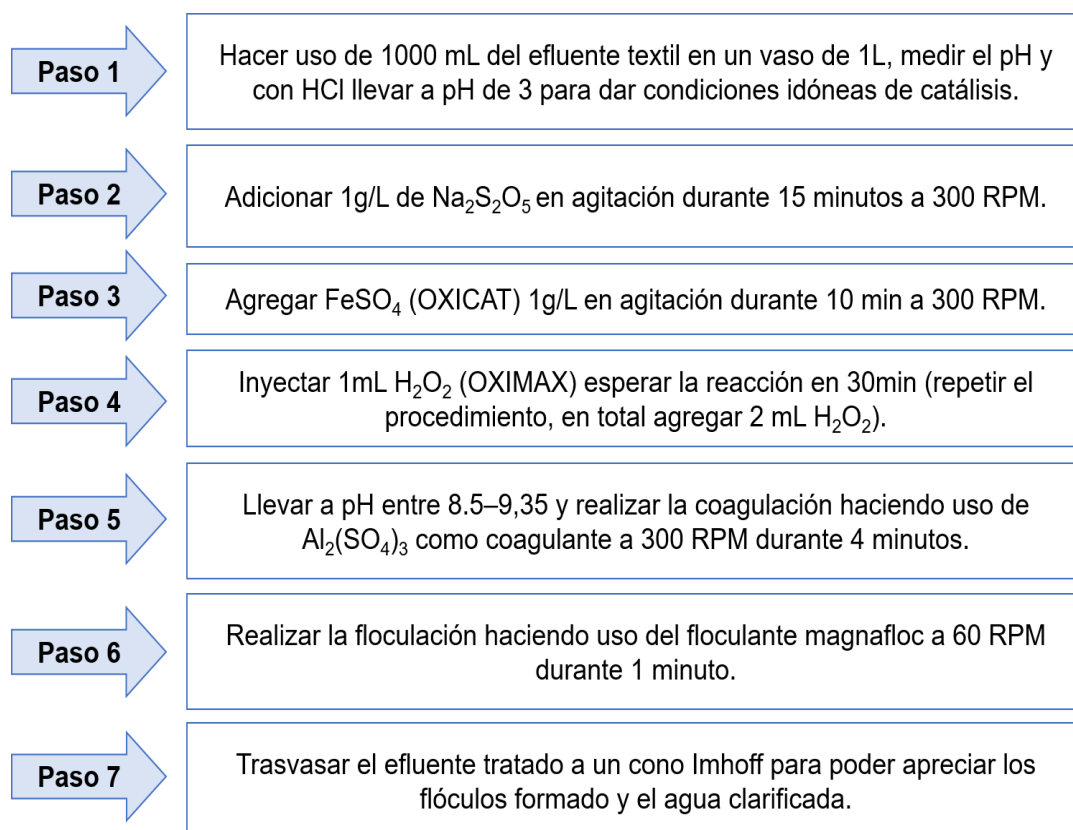 Paso 1
Hacer uso de 1000 mL del efluente textil en un vaso de 1L, medir el pH y
con HCl llevar a pH de 3 para dar condiciones idóneas de catálisis.
Paso 2
Adicionar 1g/L de Na₂S₂O₅ en agitación durante 15 minutos a 300 RPM.
Paso 3
Agregar FeSO₄ (OXICAT) 1g/L en agitación durante 10 min a 300 RPM.
Paso 4
Inyectar 1mL H₂O₂ (OXIMAX) esperar la reacción en 30min (repetir el
procedimiento, en total agregar 2 mL H₂O₂).
Paso 5
Llevar a pH entre 8.5–9,35 y realizar la coagulación haciendo uso de
Al₂(SO₄)₃ como coagulante a 300 RPM durante 4 minutos.
Paso 6
Realizar la floculación haciendo uso del floculante magnafloc a 60 RPM
durante 1 minuto.
Paso 7
Trasvasar el efluente tratado a un cono Imhoff para poder apreciar los
flóculos formado y el agua clarificada.